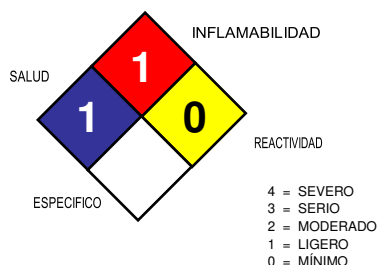 INFLAMABILIDAD
1
SALUD
1
0
REACTIVIDAD
ESPECIFICO
4 = SEVERO
3 = SERIO
2 = MODERADO
1 = LIGERO
0 = MÍNIMO